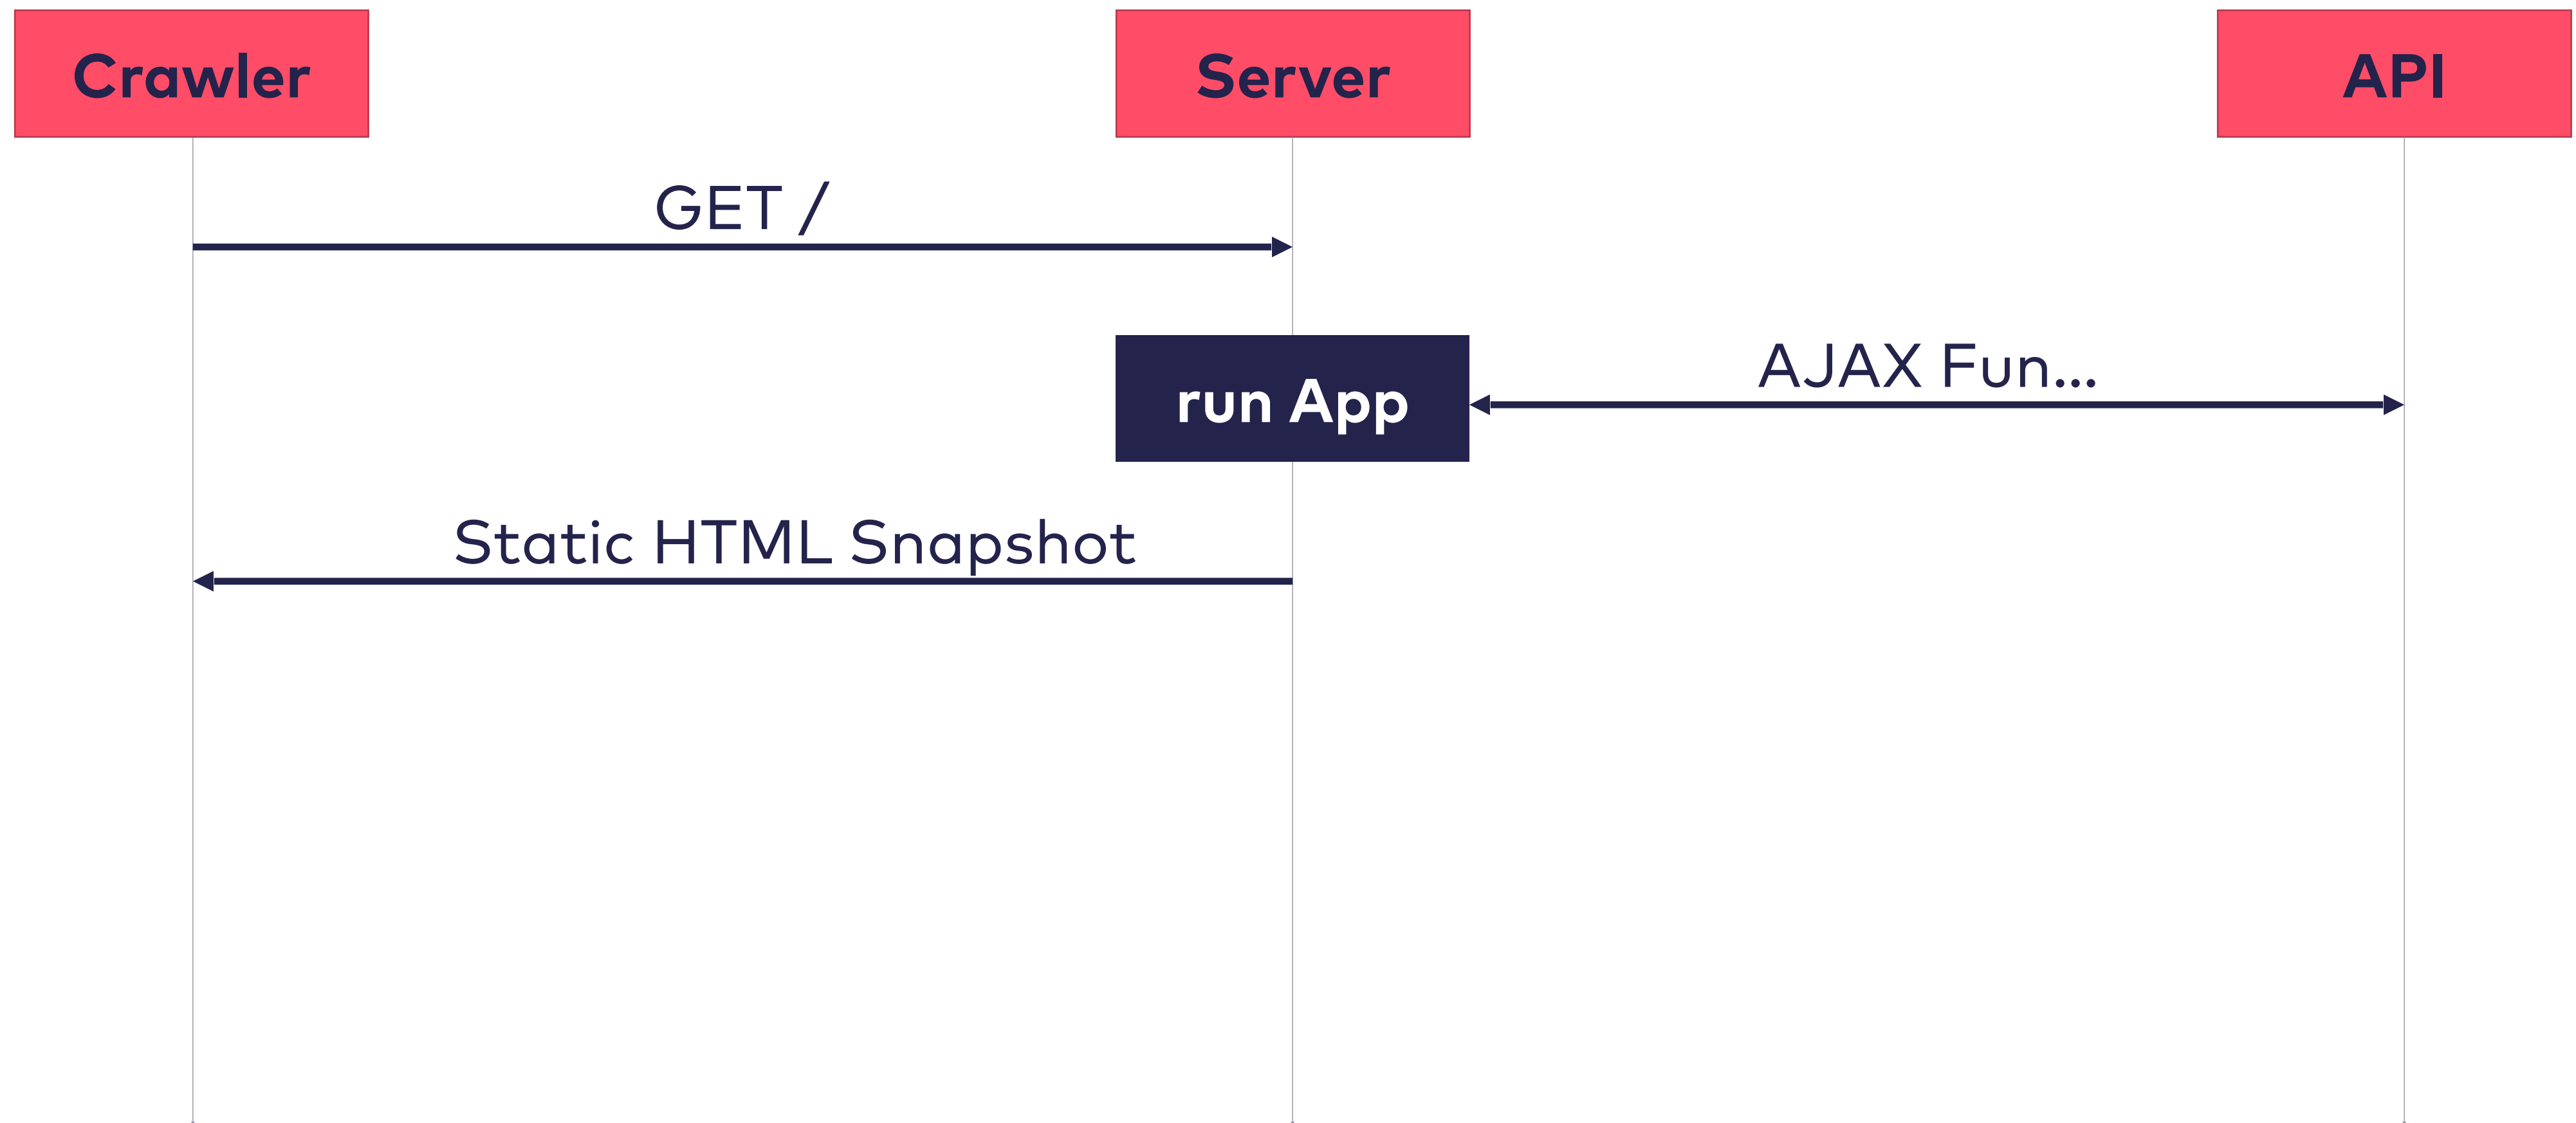 Crawler
Server
API
GET /
AJAX Fun...
run App
Static HTML Snapshot